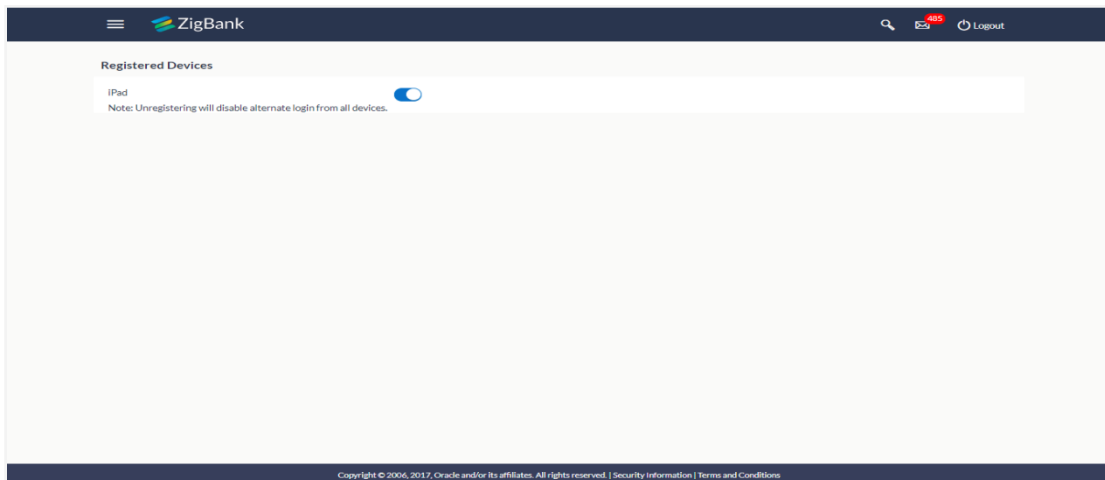 ZigBank
485
Logout
Registered Devices
iPad
Note: Unregistering will disable alternate login from all devices.
Copyright © 2006, 2017, Oracle and/or its affiliates. All rights reserved. | Security Information | Terms and Conditions